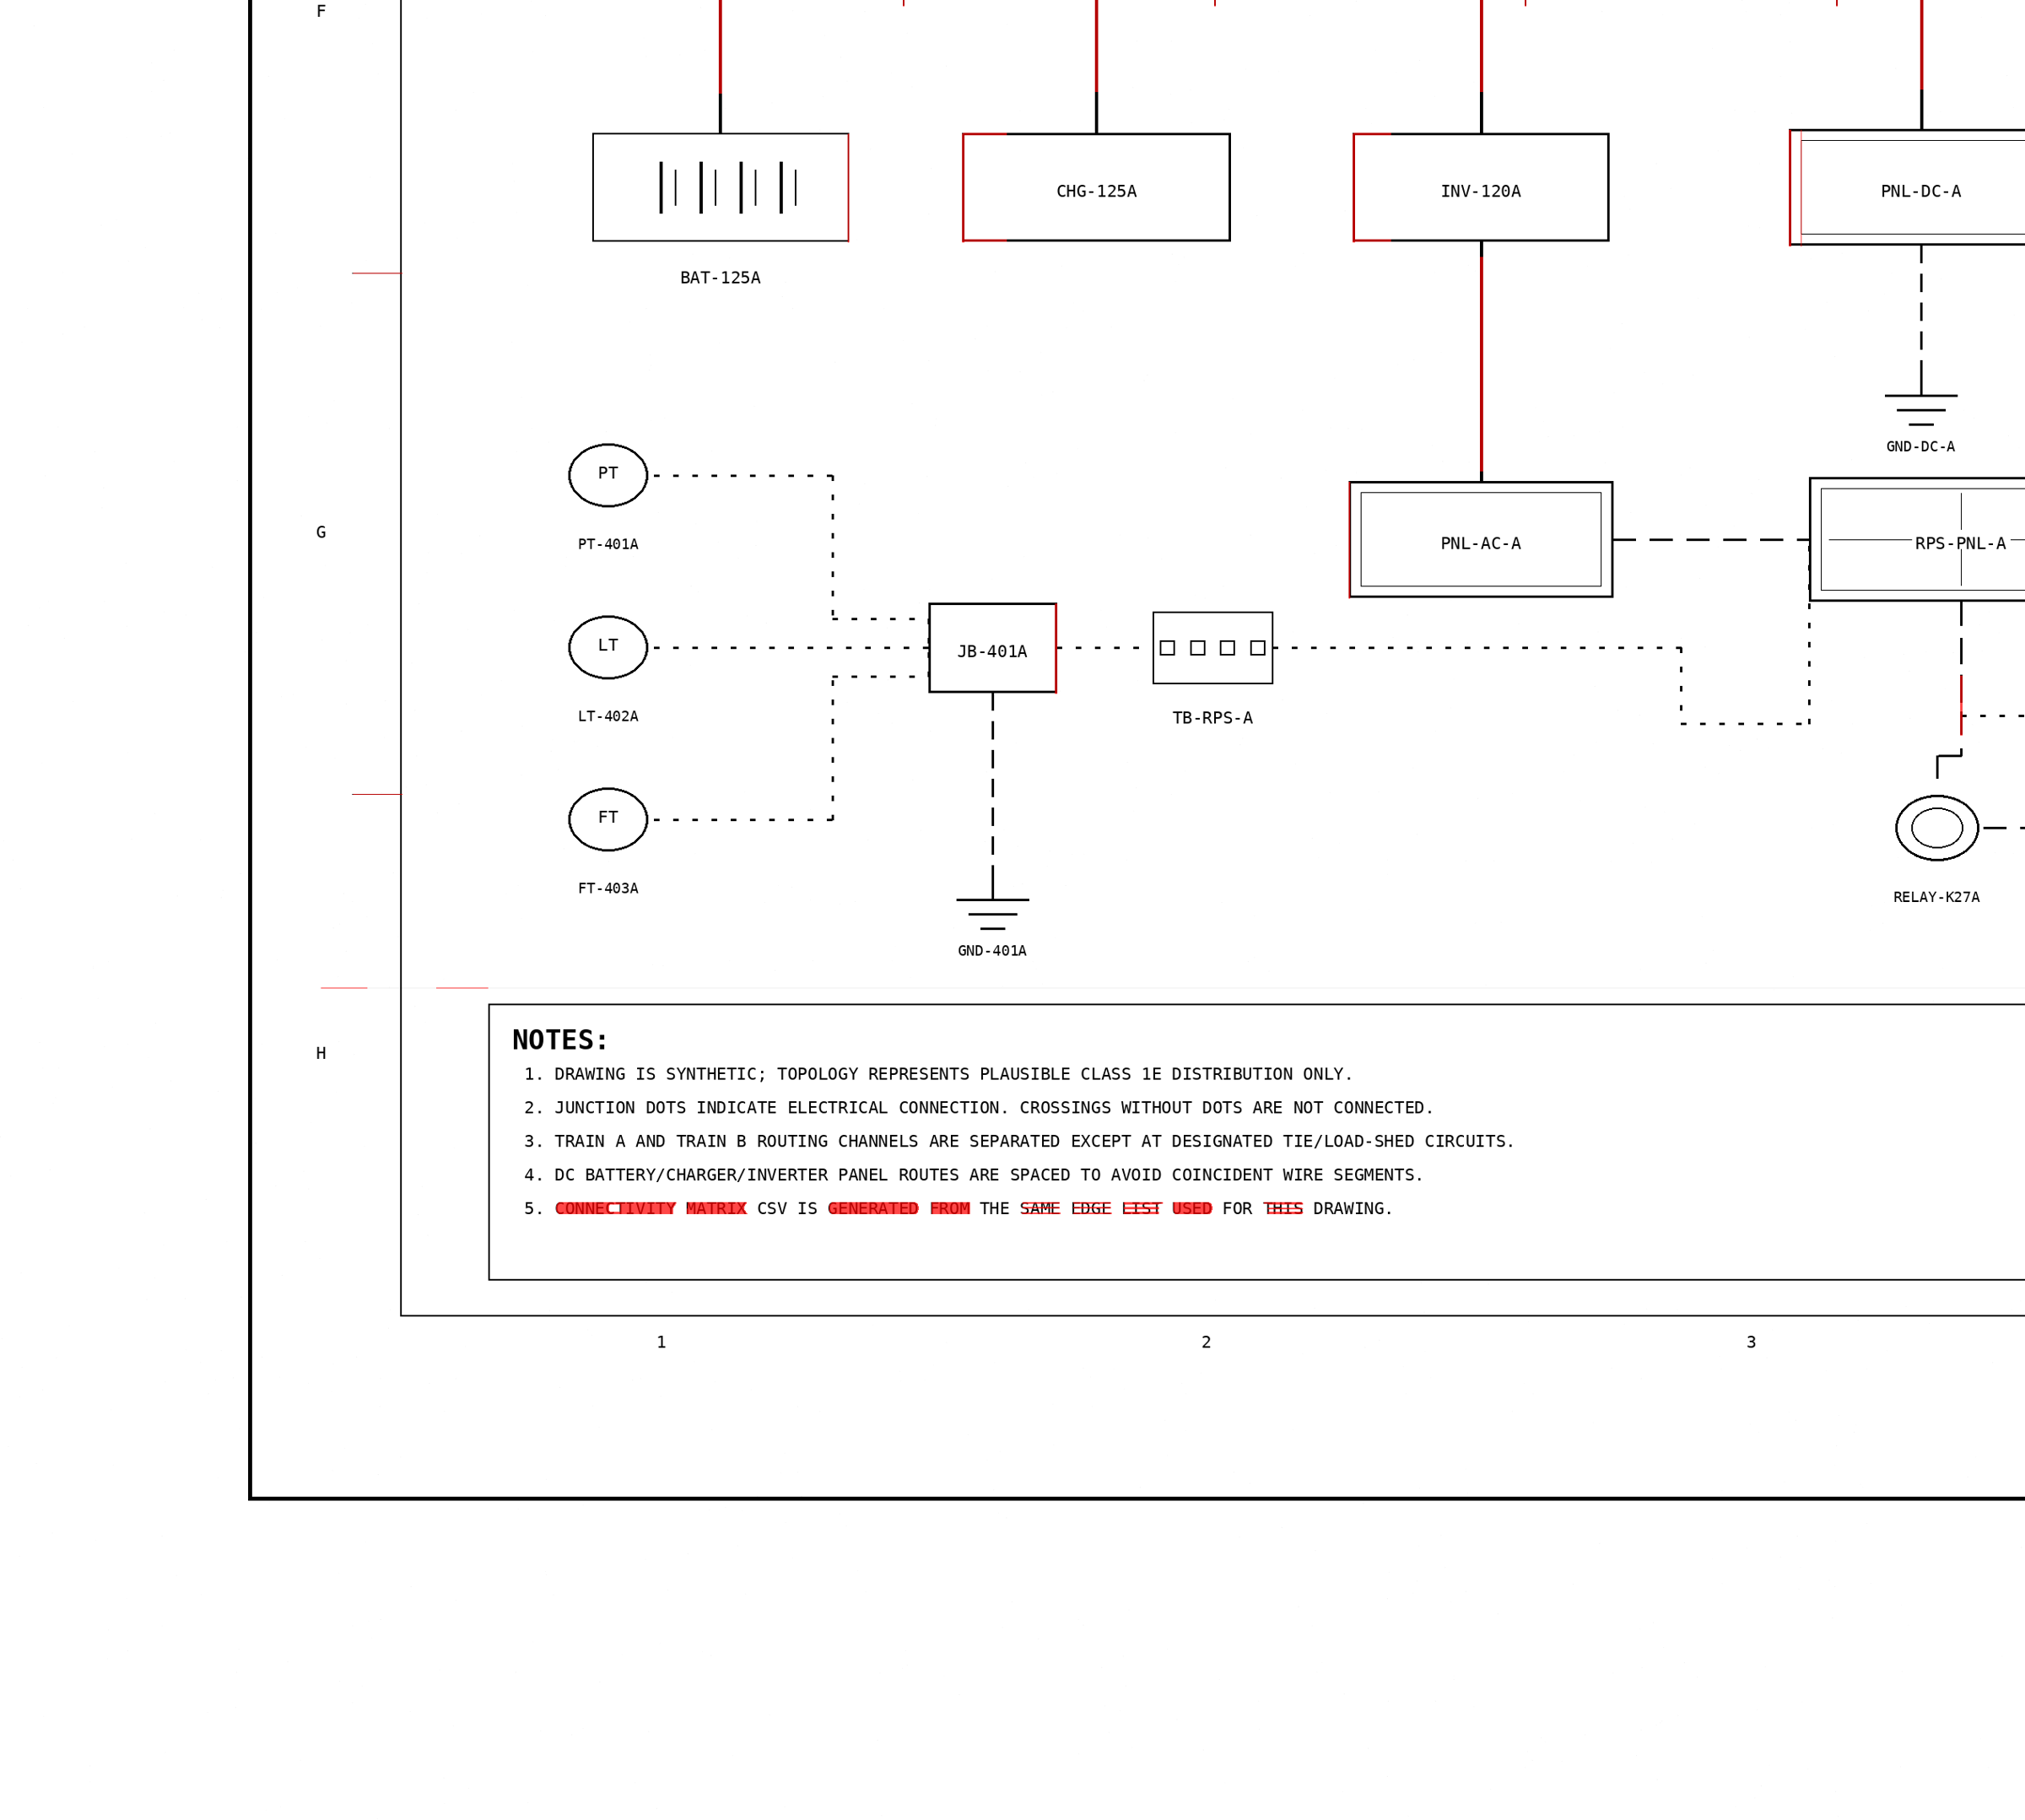 F
CHG-125A
INV-120A
PNL-DC-A
BAT-125A
GND-DC-A
PT
G
PT-401A
PNL-AC-A
RPS-PNL-A
LT
JB-401A
LT-402A
TB-RPS-A
FT
FT-403A
RELAY-K27A
GND-401A
NOTES:
1. DRAWING IS SYNTHETIC; TOPOLOGY REPRESENTS PLAUSIBLE CLASS 1E DISTRIBUTION ONLY.
H
2. JUNCTION DOTS INDICATE ELECTRICAL CONNECTION. CROSSINGS WITHOUT DOTS ARE NOT CONNECTED.
3. TRAIN A AND TRAIN B ROUTING CHANNELS ARE SEPARATED EXCEPT AT DESIGNATED TIE/LOAD-SHED CIRCUITS.
4. DC BATTERY/CHARGER/INVERTER PANEL ROUTES ARE SPACED TO AVOID COINCIDENT WIRE SEGMENTS.
5. CONNECTIVITY MATRIX CSV IS GENERATED FROM THE SAME EDGE LIST USED FOR THIS DRAWING.
1 2 3